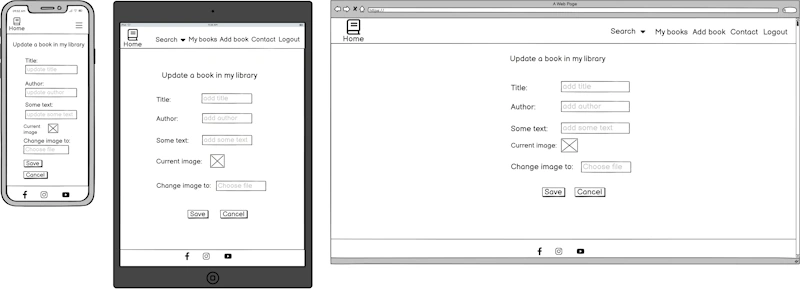 Home
Update a book in my library
Title:
update title
Author:
update author
Some text:
update some text
Current
image
Change image to:
Choose file
Save
Cancel
Home
Search
My books
Add book
Contact
Logout
Update a book in my library
Title:
add title
Author:
add author
Some text:
add some text
Current image:
Change image to:
Choose file
Save
Cancel
A Web Page
https://
Home
Search
My books
Add book
Contact
Logout
Update a book in my library
Title:
add title
Author:
add author
Some text:
add some text
Current image:
Change image to:
Choose file
Save
Cancel